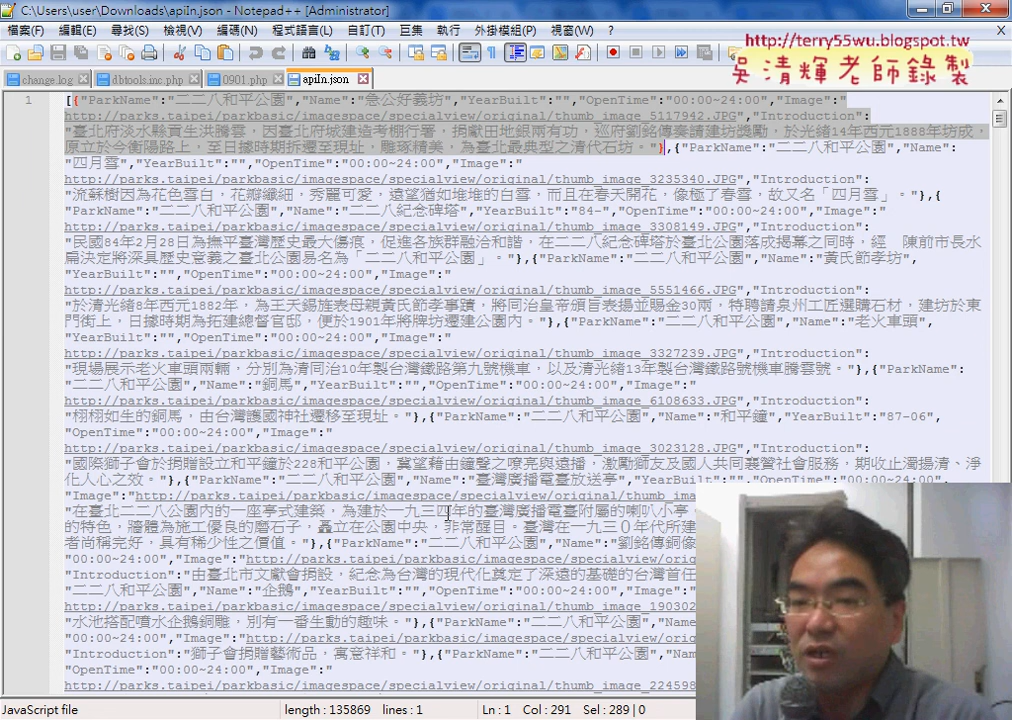 C:\Users\user\Downloads\apiIn.json - Notepad++ [Administrator]
檔案(F) 編輯(E) 尋找(S) 檢視(V) 編碼(N) 程式語言(L) 自訂(T) 巨集 執行 外掛模組(P) 視窗(W) ? X
http://terry55wu.blogspot.tw
吳清輝老師錄製
change.log dbtools.inc.php 0901.php apiIn.json
1 [{"ParkName":"二二八和平公園","Name":"急公好義坊","YearBuilt":"","OpenTime":"00:00~24:00","Image":"
http://parks.taipei/parkbasic/imagespace/specialview/original/thumb_image_5117942.JPG","Introduction":
"臺北府淡水縣貢生洪騰雲，因臺北府城建造考棚行署，捐獻田地銀兩有功，巡府劉銘傳奏請建坊獎勵，於光緒14年西元1888年坊成，
原立於今衡陽路上，至日據時期拆遷至現址，雕琢精美，為臺北最典型之清代石坊。"},{"ParkName":"二二八和平公園","Name":
"四月雪","YearBuilt":"","OpenTime":"00:00~24:00","Image":"
http://parks.taipei/parkbasic/imagespace/specialview/original/thumb_image_3235340.JPG","Introduction":
"流蘇樹因為花色雪白，花瓣纖細，秀麗可愛，遠望猶如堆堆的白雪，而且在春天開花，像極了春雪，故又名「四月雪」。"},{
"ParkName":"二二八和平公園","Name":"二二八紀念碑塔","YearBuilt":"84-","OpenTime":"00:00~24:00","Image":"
http://parks.taipei/parkbasic/imagespace/specialview/original/thumb_image_3308149.JPG","Introduction":
"民國84年2月28日為撫平臺灣歷史最大傷痕，促進各族群融洽和諧，在二二八紀念碑塔於臺北公園落成揭幕之同時，經　陳前市長水
扁決定將深具歷史意義之臺北公園易名為「二二八和平公園」。"},{"ParkName":"二二八和平公園","Name":"黃氏節孝坊",
"YearBuilt":"","OpenTime":"00:00~24:00","Image":"
http://parks.taipei/parkbasic/imagespace/specialview/original/thumb_image_5551466.JPG","Introduction":
"於清光緒8年西元1882年，為王天錫旌表母親黃氏節孝事蹟，將同治皇帝頒旨表揚並賜金30兩，特聘請泉州工匠選購石材，建坊於東
門街上，日據時期為拓建總督官邸，便於1901年將牌坊遷建公園內。"},{"ParkName":"二二八和平公園","Name":"老火車頭",
"YearBuilt":"","OpenTime":"00:00~24:00","Image":"
http://parks.taipei/parkbasic/imagespace/specialview/original/thumb_image_3327239.JPG","Introduction":
"現場展示老火車頭兩輛，分別為清同治10年製台灣鐵路第九號機車，以及清光緒13年製台灣鐵路號機車騰雲號。"},{"ParkName":
"二二八和平公園","Name":"銅馬","YearBuilt":"","OpenTime":"00:00~24:00","Image":"
http://parks.taipei/parkbasic/imagespace/specialview/original/thumb_image_6108633.JPG","Introduction":
"栩栩如生的銅馬，由台灣護國神社遷移至現址。"},{"ParkName":"二二八和平公園","Name":"和平鐘","YearBuilt":"87-06",
"OpenTime":"00:00~24:00","Image":"
http://parks.taipei/parkbasic/imagespace/specialview/original/thumb_image_3023128.JPG","Introduction":
"國際獅子會於捐贈設立和平鐘於228和平公園，冀望藉由鐘聲之嘹亮與遠播，激勵獅友及國人共同襄營社會服務，期收止濁揚清、淨
化人心之效。"},{"ParkName":"二二八和平公園","Name":"臺灣廣播電臺放送亭","YearBuilt":"","OpenTime":"00:00~24:00",
"Image":"http://parks.taipei/parkbasic/imagespace/specialview/original/thumb_ima
"在臺北二二八公園內的一座亭式建築，為建於一九三四年的臺灣廣播電臺附屬的喇叭小亭
的特色，牆體為施工優良的磨石子，矗立在公園中央，非常醒目。臺灣在一九三０年代所建
者尚稱完好，具有稀少性之價值。"},{"ParkName":"二二八和平公園","Name":"劉銘傳銅像
"00:00~24:00","Image":"http://parks.taipei/parkbasic/imagespace/specialview/orig
"Introduction":"由臺北市文獻會捐設，紀念為台灣的現代化奠定了深遠的基礎的台灣首任
二二八和平公園","Name":"企鵝","YearBuilt":"","OpenTime":"00:00~24:00","Image":"
http://parks.taipei/parkbasic/imagespace/specialview/original/thumb_image_190302
"水池搭配噴水企鵝銅雕，別有一番生動的趣味。"},{"ParkName":"二二八和平公園","Name
"00:00~24:00","Image":"http://parks.taipei/parkbasic/imagespace/specialview/orig
"Introduction":"獅子會捐贈藝術品，寓意祥和。"},{"ParkName":"二二八和平公園","Name
"OpenTime":"00:00~24:00","Image":"
http://parks.taipei/parkbasic/imagespace/specialview/original/thumb_image_224598
JavaScript file length : 135869 lines : 1 Ln : 1 Col : 291 Sel : 289 | 0